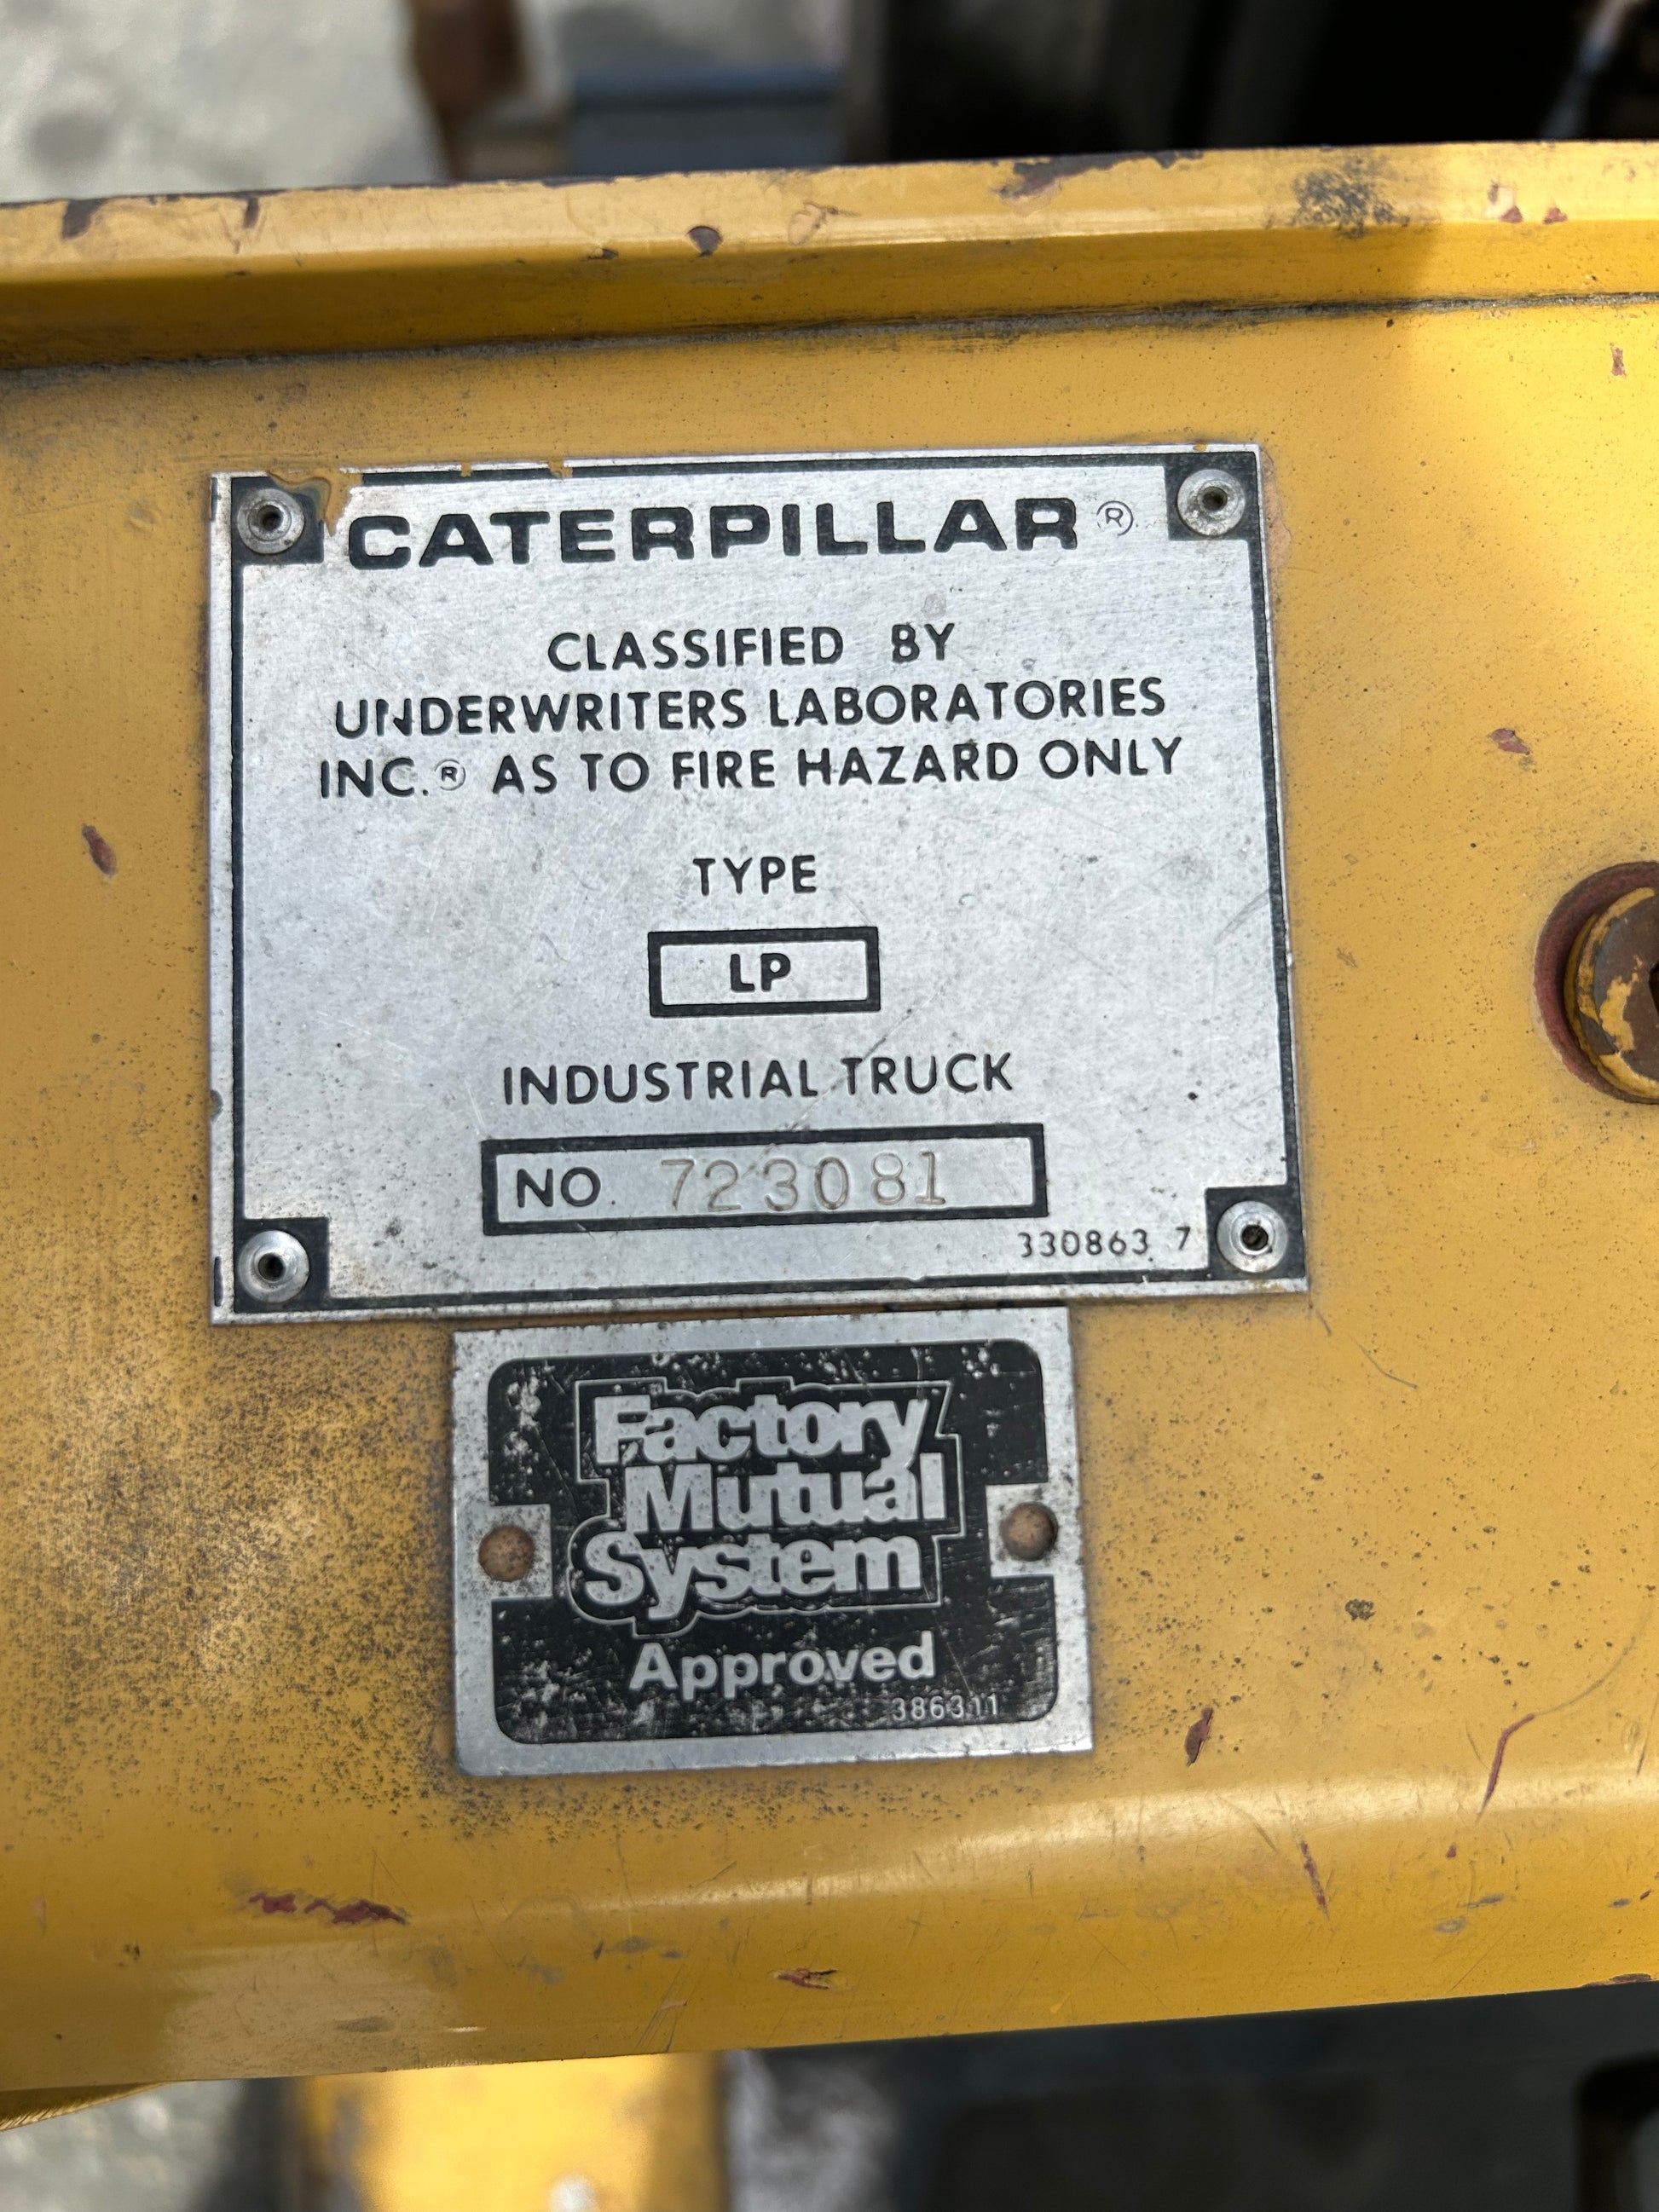 CATERPILLAR®
CLASSIFIED BY
UNDERWRITERS LABORATORIES
INC.® AS TO FIRE HAZARD ONLY
TYPE
LP
INDUSTRIAL TRUCK
NO. 723081
330863 7
Factory
Mutual
System
Approved
386311